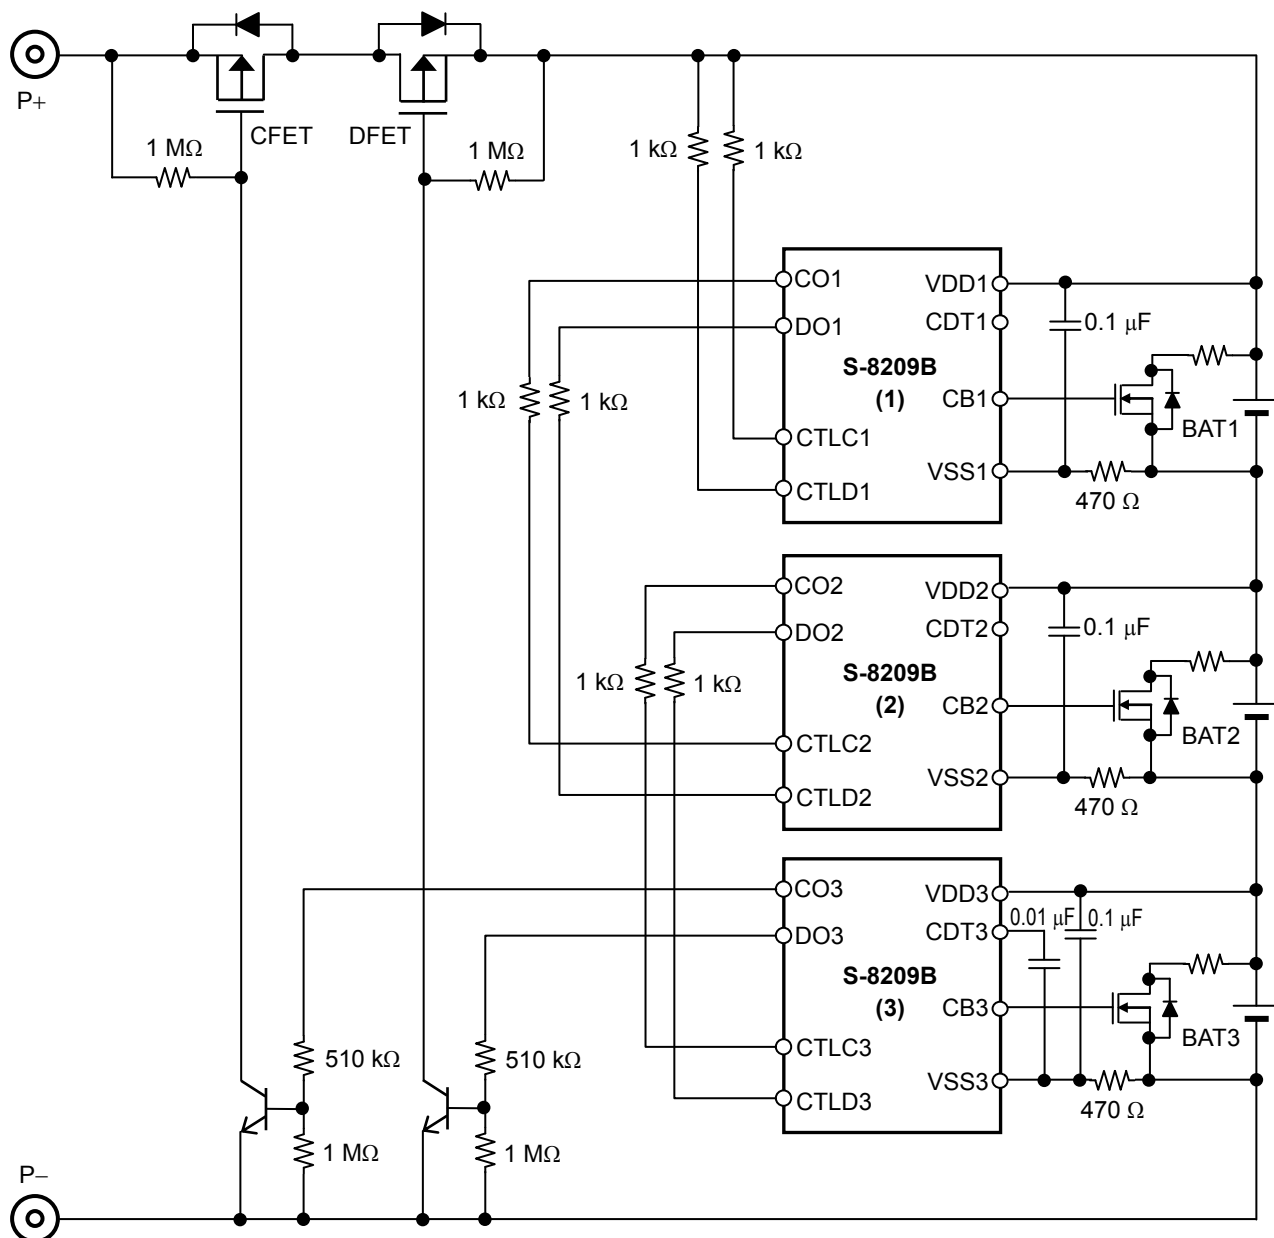 P+
CFET
DFET
1 MΩ
1 MΩ
1 kΩ
1 kΩ
CO1
VDD1
DO1
CDT1
0.1 μF
S-8209B
(1)
CB1
1 kΩ
1 kΩ
BAT1
CTLC1
VSS1
CTLD1
470 Ω
CO2
VDD2
DO2
CDT2
0.1 μF
S-8209B
(2)
1 kΩ
1 kΩ
CB2
BAT2
CTLC2
VSS2
CTLD2
470 Ω
CO3
VDD3
0.01 μF
0.1 μF
DO3
CDT3
S-8209B
(3)
CB3
BAT3
510 kΩ
510 kΩ
CTLC3
VSS3
CTLD3
470 Ω
1 MΩ
1 MΩ
P−